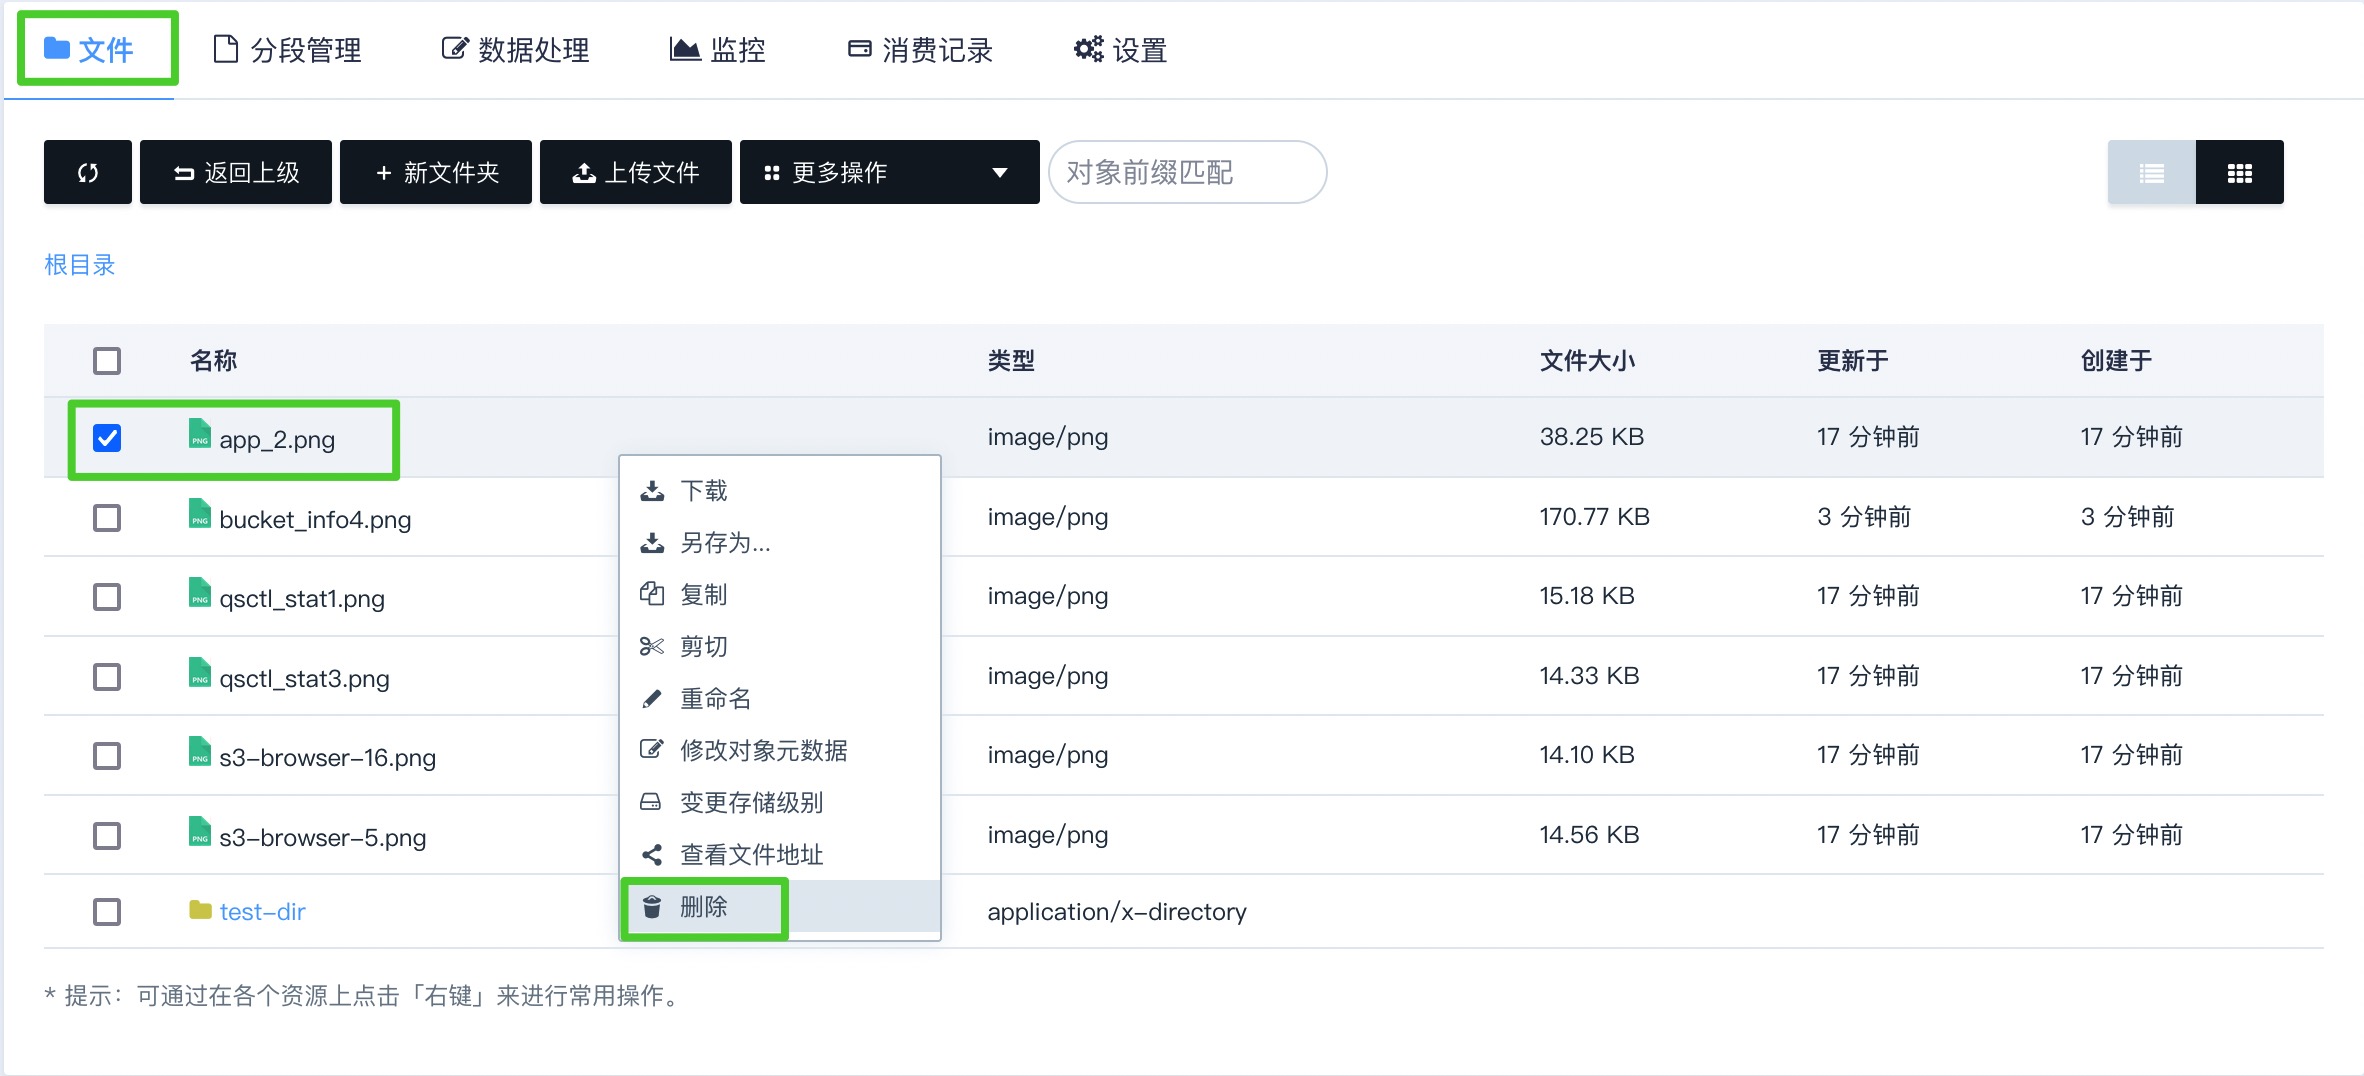 文件 分段管理 数据处理 监控 消费记录 设置
返回上级 + 新文件夹 上传文件 更多操作 对象前缀匹配
根目录
名称 类型 文件大小 更新于 创建于
PNG app_2.png image/png 38.25 KB 17 分钟前 17 分钟前
PNG bucket_info4.png image/png 170.77 KB 3 分钟前 3 分钟前
PNG qsctl_stat1.png image/png 15.18 KB 17 分钟前 17 分钟前
PNG qsctl_stat3.png image/png 14.33 KB 17 分钟前 17 分钟前
PNG s3-browser-16.png image/png 14.10 KB 17 分钟前 17 分钟前
PNG s3-browser-5.png image/png 14.56 KB 17 分钟前 17 分钟前
test-dir application/x-directory
下载
另存为...
复制
剪切
重命名
修改对象元数据
变更存储级别
查看文件地址
删除
* 提示：可通过在各个资源上点击「右键」来进行常用操作。